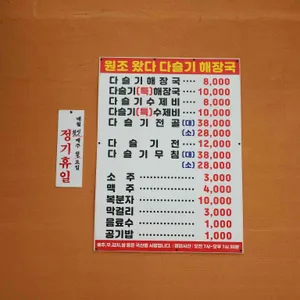 원조 왔다 다슬기 해장국
다슬기해장국 ···· 8,000
다슬기(특)해장국 ···· 10,000
다슬기수제비 ···· 8,000
다슬기(특)수제비 ···· 10,000
다슬기전골 (대) 38,000
(소) 28,000
다슬기전 ···· 12,000
다슬기무침 (대) 38,000
(소) 28,000
소주 ···· 3,000
맥주 ···· 4,000
복분자 ···· 10,000
막걸리 ···· 3,000
음료수 ···· 1,000
공기밥 ···· 1,000
정기휴일